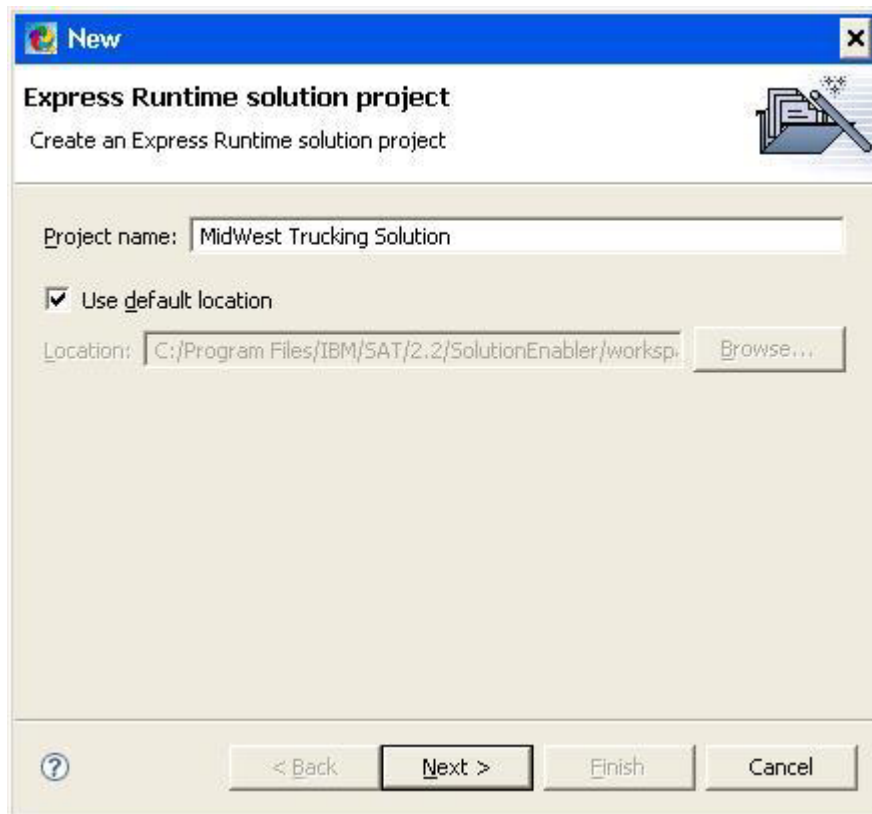 New
Express Runtime solution project
Create an Express Runtime solution project
Project name: MidWest Trucking Solution
Use default location
Location: C:/Program Files/IBM/SAT/2.2/SolutionEnabler/worksp
Browse...
? < Back Next > Finish Cancel